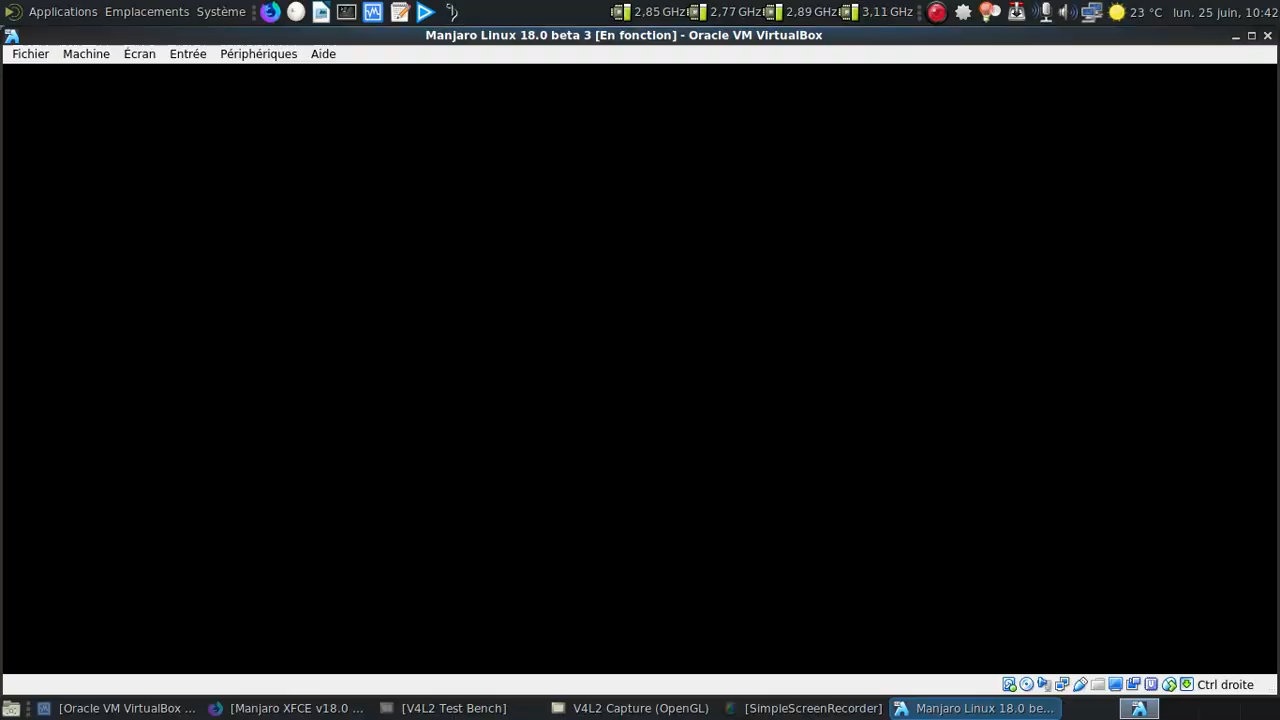 Applications Emplacements Système 2,85 GHz 2,77 GHz 2,89 GHz 3,11 GHz 23 °C lun. 25 juin, 10:42
Manjaro Linux 18.0 beta 3 [En fonction] - Oracle VM VirtualBox
Fichier Machine Écran Entrée Périphériques Aide
Ctrl droite
[Oracle VM VirtualBox ... [Manjaro XFCE v18.0 ... [V4L2 Test Bench] V4L2 Capture (OpenGL) [SimpleScreenRecorder] Manjaro Linux 18.0 be...